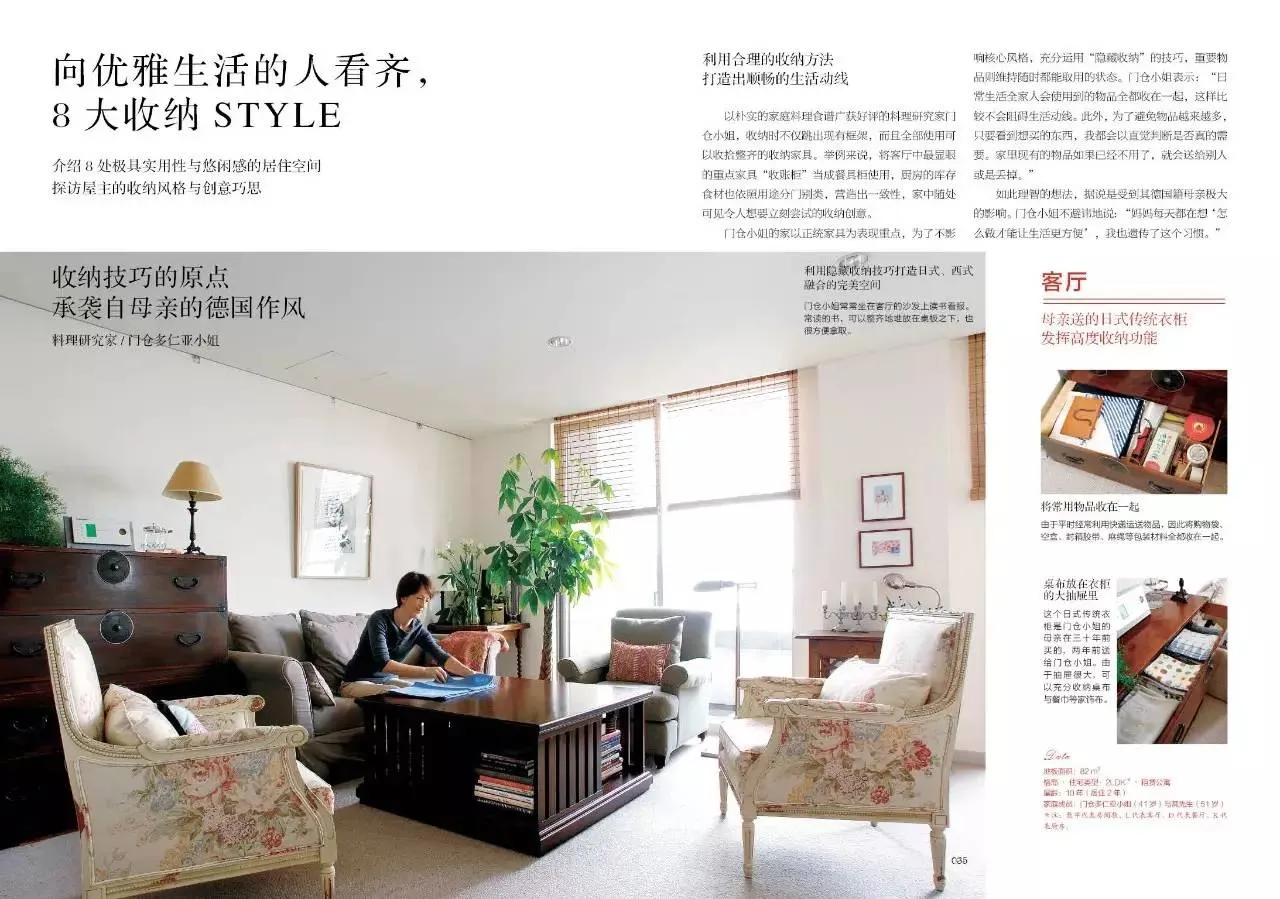 向优雅生活的人看齐，
8 大收纳 STYLE
介绍 8 处极具实用性与悠闲感的居住空间
探访屋主的收纳风格与创意巧思
利用合理的收纳方法
打造出顺畅的生活动线
以朴实的家庭料理食谱广获好评的料理研究家门
仓小姐，收纳时不仅跳出现有框架，而且全部使用可
以收拾整齐的收纳家具。举例来说，将客厅中最显眼
的重点家具“收账柜”当成餐具柜使用，厨房的库存
食材也依照用途分门别类，营造出一致性，家中随处
可见令人想要立刻尝试的收纳创意。
门仓小姐的家以正统家具为表现重点，为了不影
响核心风格，充分运用“隐藏收纳”的技巧，重要物
品则维持随时都能取用的状态。门仓小姐表示：“日
常生活全家人会使用到的物品全都收在一起，这样比
较不会阻碍生活动线。此外，为了避免物品越来越多，
只要看到想买的东西，我都会以直觉判断是否真的需
要。家里现有的物品如果已经不用了，就会送给别人
或是丢掉。”
如此理智的想法，据说是受到其德国籍母亲极大
的影响。门仓小姐不避讳地说：“妈妈每天都在想‘怎
么做才能让生活更方便’，我也遗传了这个习惯。”
收纳技巧的原点
承袭自母亲的德国作风
料理研究家 / 门仓多仁亚小姐
利用隐藏收纳技巧打造日式、西式
融合的完美空间
门仓小姐常常坐在客厅的沙发上读书看报。
常读的书，可以整齐地堆放在桌板之下，也
很方便拿取。
客厅
母亲送的日式传统衣柜
发挥高度收纳功能
将常用物品收在一起
由于平时经常利用快递运送物品，因此将购物袋、
空盒、封箱胶带、麻绳等包装材料全都收在一起。
桌布放在衣柜
的大抽屉里
这个日式传统衣
柜是门仓小姐的
母亲在三十年前
买的，两年前送
给门仓小姐。由
于抽屉很大，可
以充分收纳桌布
与餐巾等家饰布。
Data
地板面积：82 m²
格局·住宅类型：2LDK*·租赁公寓
屋龄：10 年（居住 2 年）
家庭成员：门仓多仁亚小姐（41 岁）与其先生（51 岁）
*注：数字代表房间数、L 代表客厅、D 代表餐厅、K 代
表厨房。
035